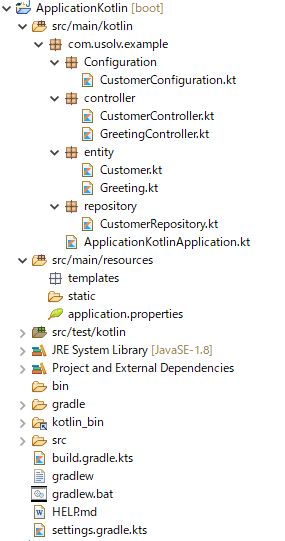 ApplicationKotlin [boot]
src/main/kotlin
com.usolv.example
Configuration
CustomerConfiguration.kt
controller
CustomerController.kt
GreetingController.kt
entity
Customer.kt
Greeting.kt
repository
CustomerRepository.kt
ApplicationKotlinApplication.kt
src/main/resources
templates
static
application.properties
src/test/kotlin
JRE System Library [JavaSE-1.8]
Project and External Dependencies
bin
gradle
kotlin_bin
src
build.gradle.kts
gradlew
gradlew.bat
HELP.md
settings.gradle.kts